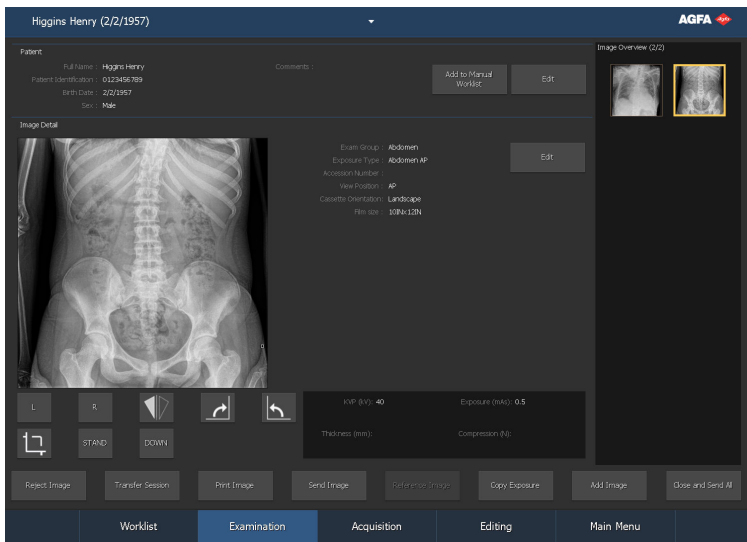 Higgins Henry (2/2/1957)
AGFA
Patient
Full Name : Higgins Henry
Comments :
Patient Identification : 0123456789
Birth Date : 2/2/1957
Sex : Male
Add to Manual
Worklist
Edit
Image Overview (2/2)
Image Detail
Exam Group : Abdomen
Exposure Type : Abdomen AP
Accession Number :
View Position : AP
Cassette Orientation: Landscape
Film size : 10INx12IN
Edit
L
R
STAND
DOWN
KVP (kV): 40
Exposure (mAs): 0.5
Thickness (mm):
Compression (N):
Reject Image
Transfer Session
Print Image
Send Image
Reference Image
Copy Exposure
Add Image
Close and Send All
Worklist
Examination
Acquisition
Editing
Main Menu